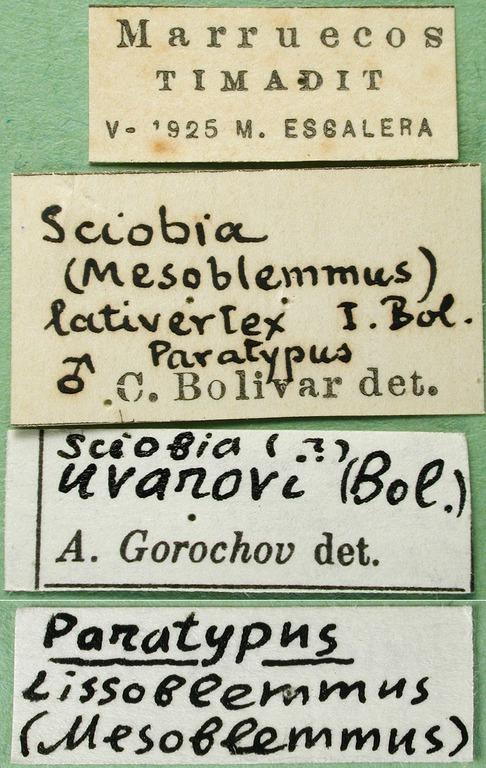 Marruecos
TIMADIT
V- 1925 M. ESCALERA
Sciobia
(Mesoblemmus)
lativertex I. Bol.
Paratypus
♂ C. Bolivar det.
Sciobia (..?)
uvarovi (Bol.)
A. Gorochov det.
Paratypus
Lissoblemmus
(Mesoblemmus)